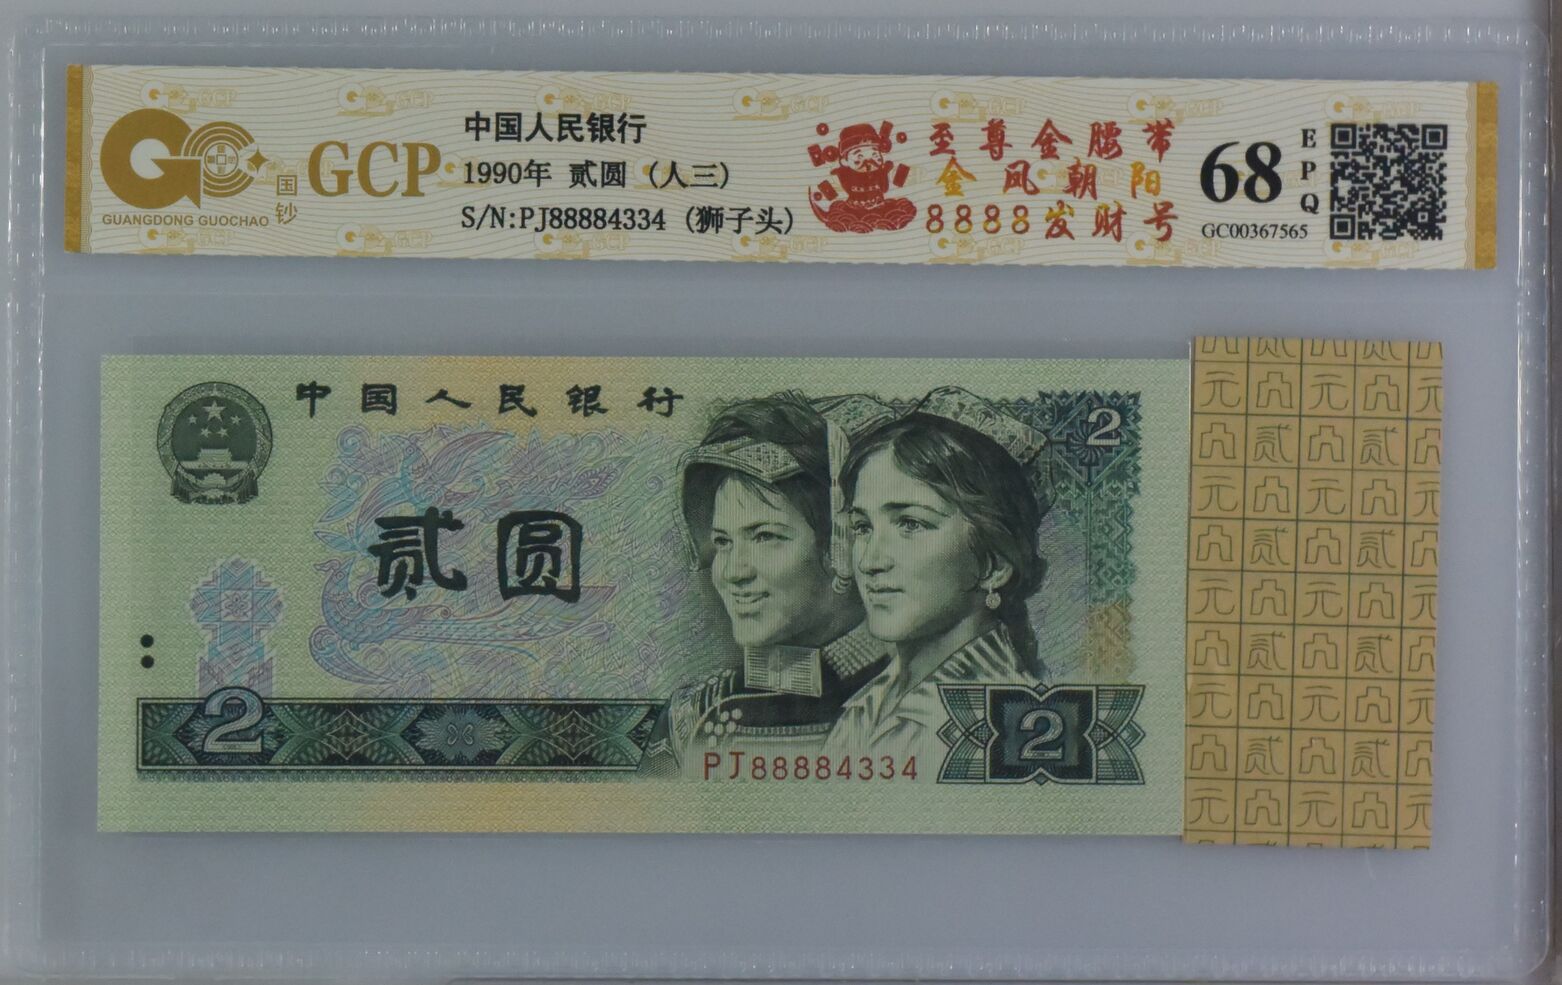 GCP
国钞
GUANGDONG GUOCHAO
中国人民银行
1990年 贰圆 (人三)
S/N:PJ88884334 (狮子头)
至尊金腰带
金凤朝阳
8888发财号
68
EPQ
GC00367565
中国人民银行
贰圆
2
2
2
PJ88884334